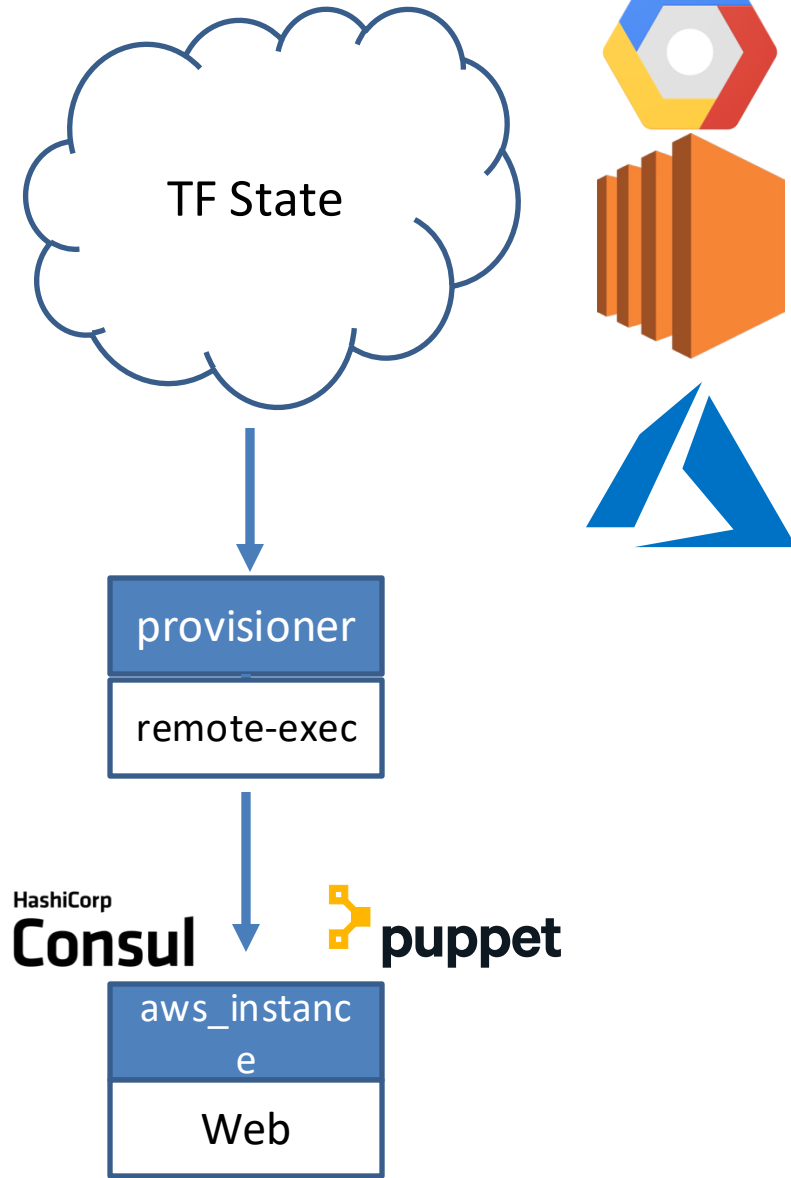 TF State
provisioner
remote-exec
HashiCorp
Consul
puppet
aws_instanc
e
Web